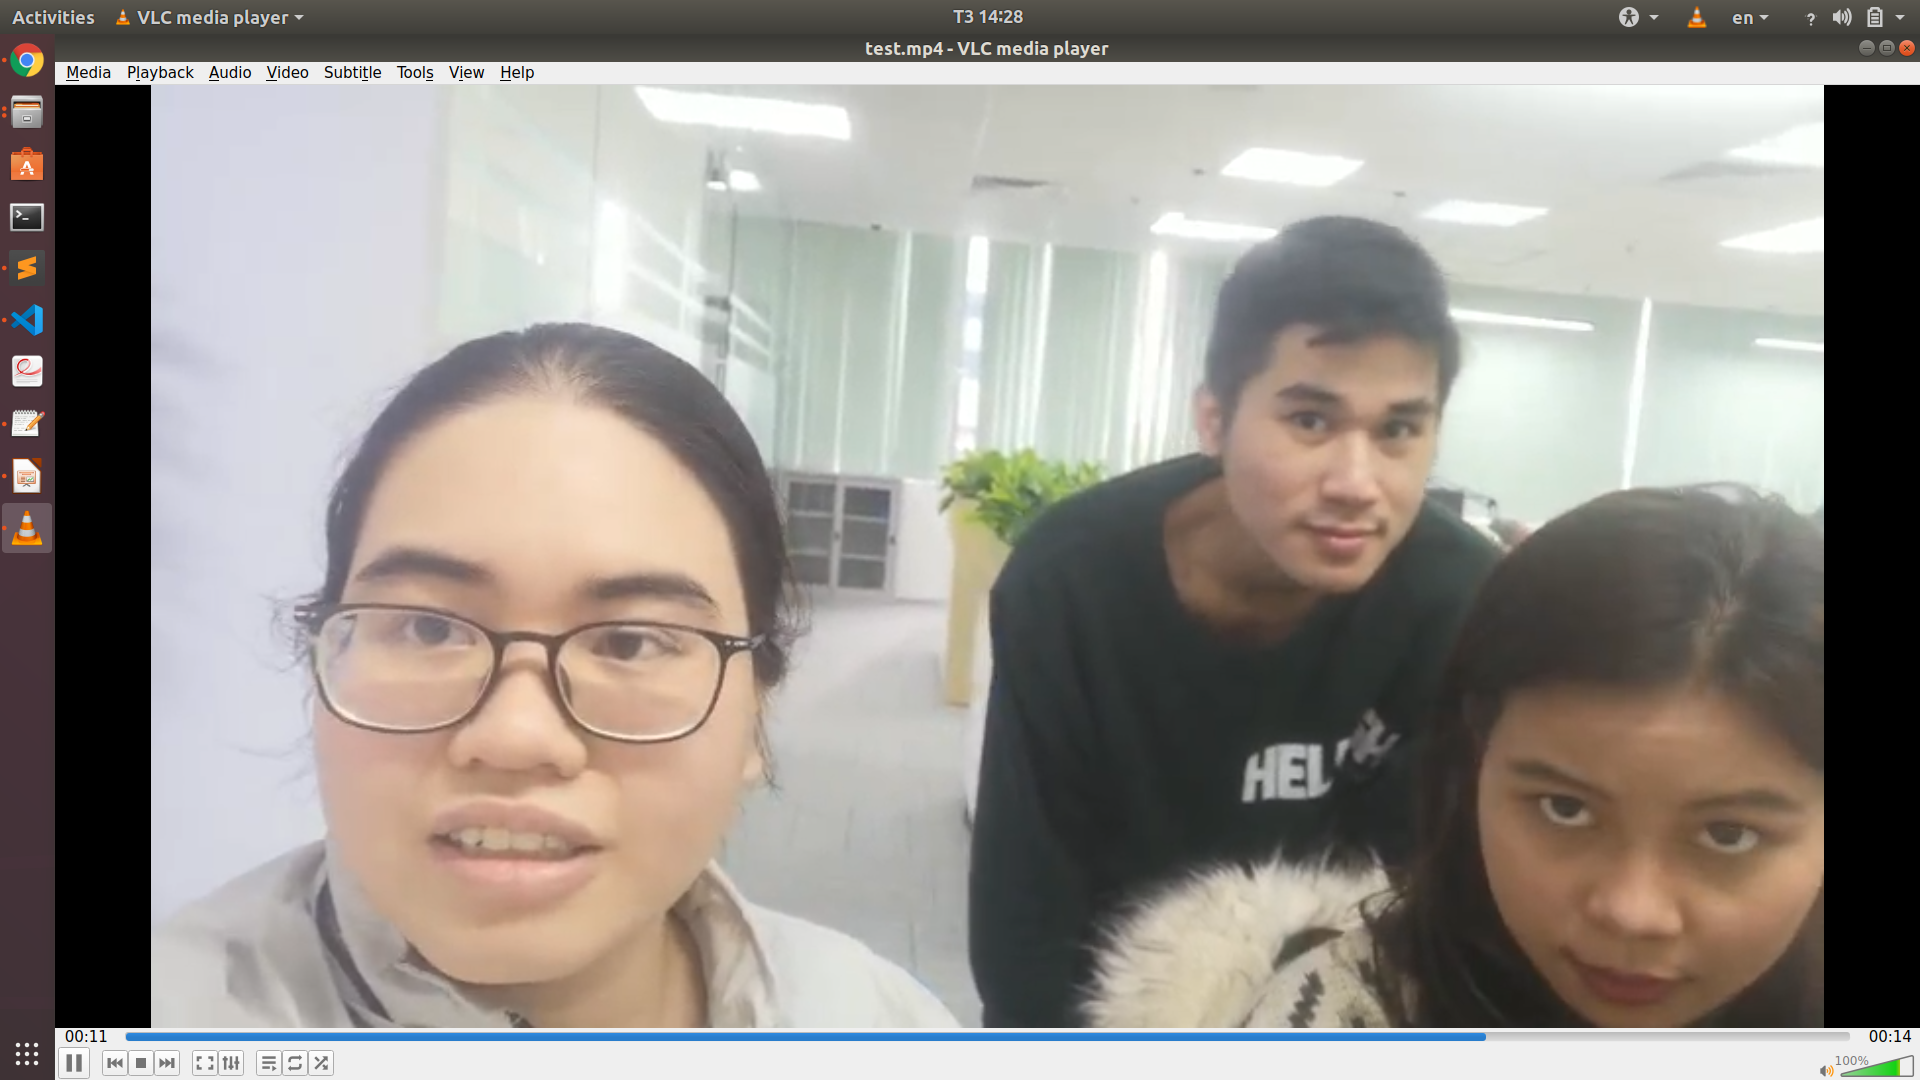 Activities
VLC media player
T3 14:28
en
?
test.mp4 - VLC media player
Media Playback Audio Video Subtitle Tools View Help
00:11
00:14
100%